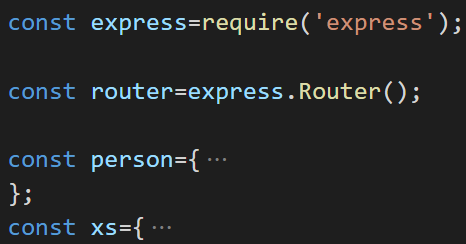 const express=require('express');
const router=express.Router();
const person={ ···
};
const xs={ ···